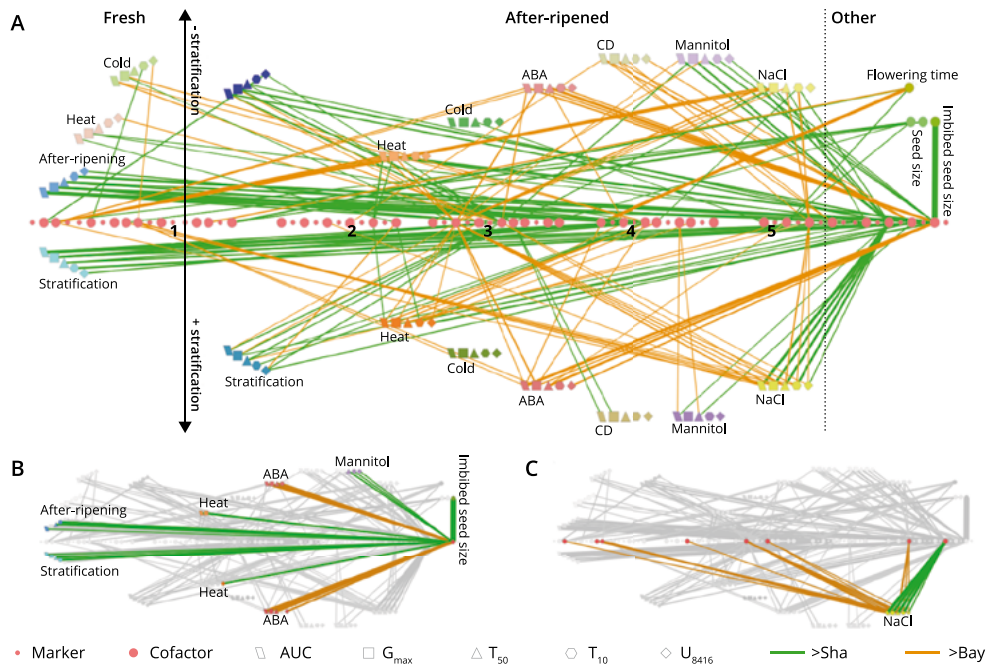 A
Fresh
After-ripened
Other
- stratification
+ stratification
Cold
Heat
After-ripening
Stratification
Stratification
Heat
Cold
ABA
CD
Mannitol
NaCl
Flowering time
Seed size
Imbibed seed size
1
2
3
4
5
Heat
Cold
ABA
CD
Mannitol
NaCl
B
After-ripening
Stratification
Heat
ABA
Mannitol
Imbibed seed size
Heat
ABA
C
NaCl
Marker
Cofactor
AUC
Gmax
T50
T10
U8416
>Sha
>Bay